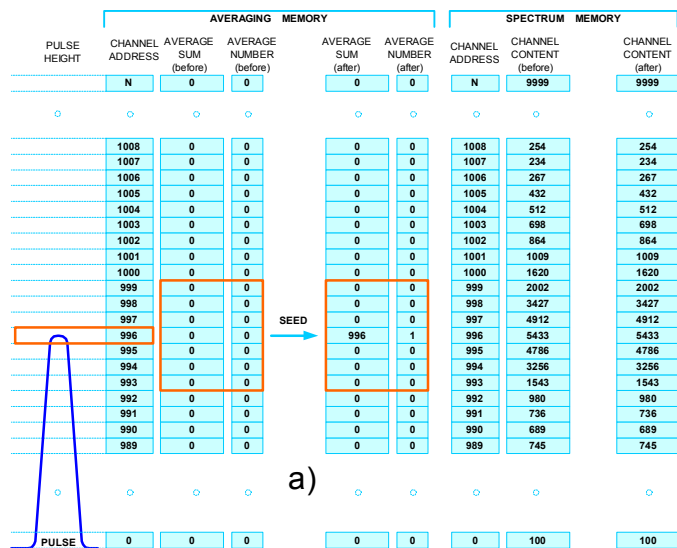 AVERAGING MEMORY SPECTRUM MEMORY
PULSE HEIGHT CHANNEL ADDRESS AVERAGE SUM (before) AVERAGE NUMBER (before) AVERAGE SUM (after) AVERAGE NUMBER (after) CHANNEL ADDRESS CHANNEL CONTENT (before) CHANNEL CONTENT (after)
N 0 0 0 0 N 9999 9999
1008 0 0 0 0 1008 254 254
1007 0 0 0 0 1007 234 234
1006 0 0 0 0 1006 267 267
1005 0 0 0 0 1005 432 432
1004 0 0 0 0 1004 512 512
1003 0 0 0 0 1003 698 698
1002 0 0 0 0 1002 864 864
1001 0 0 0 0 1001 1009 1009
1000 0 0 0 0 1000 1620 1620
999 0 0 0 0 999 2002 2002
998 0 0 0 0 998 3427 3427
997 0 0 SEED 0 0 997 4912 4912
996 0 0 996 1 996 5433 5433
995 0 0 0 0 995 4786 4786
994 0 0 0 0 994 3256 3256
993 0 0 0 0 993 1543 1543
992 0 0 0 0 992 980 980
991 0 0 0 0 991 736 736
990 0 0 0 0 990 689 689
989 0 0 0 0 989 745 745
a)
PULSE 0 0 0 0 0 0 100 100